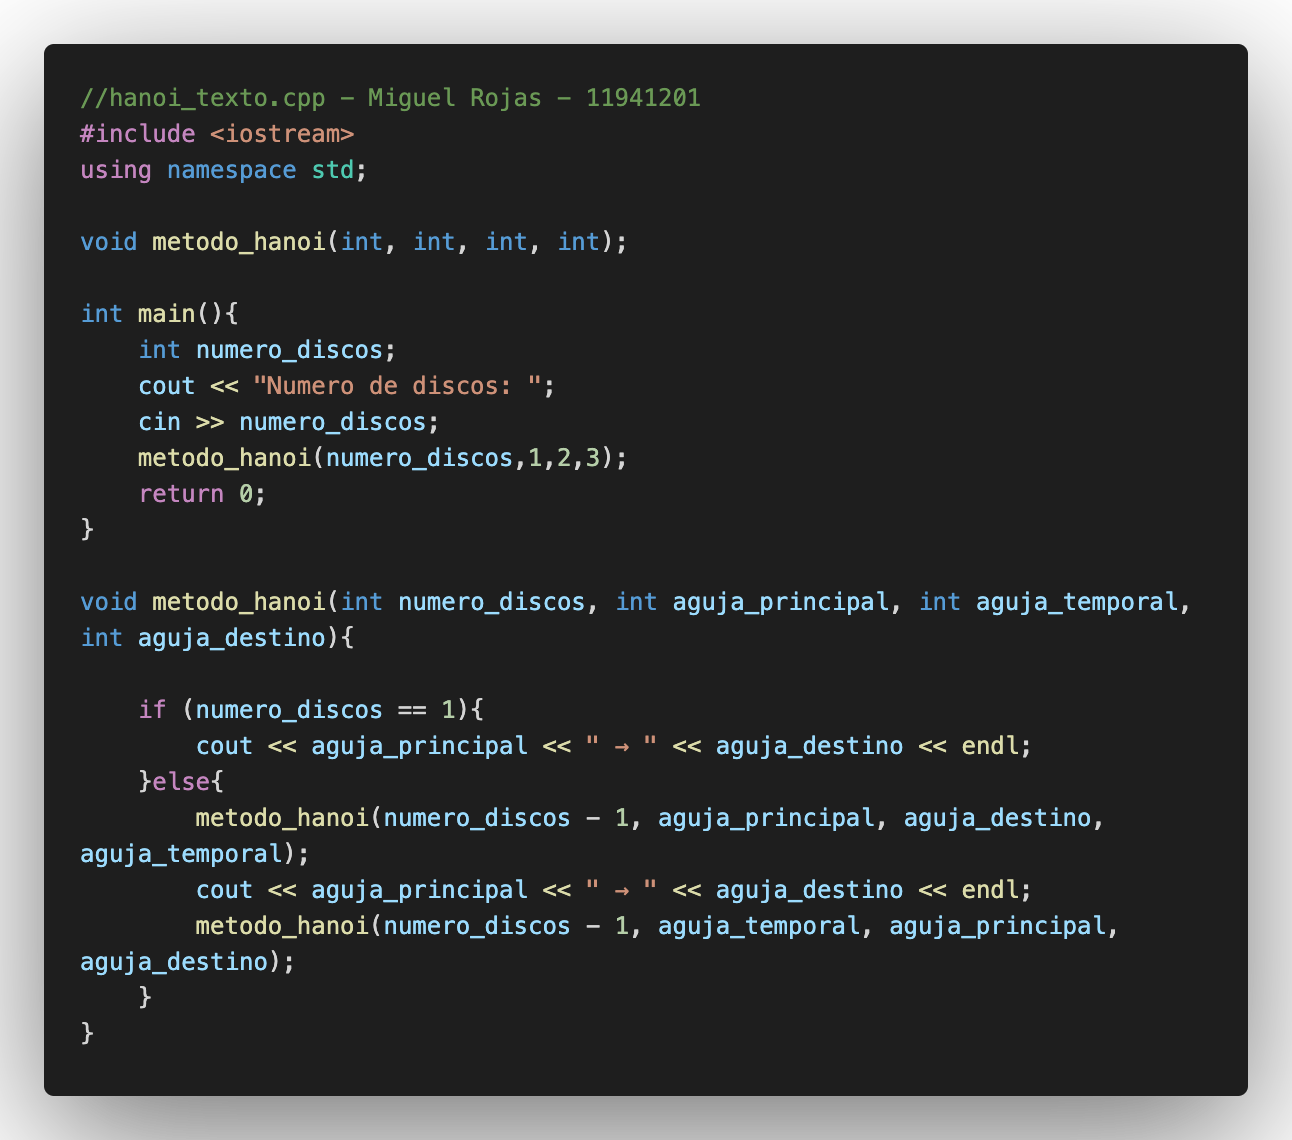 //hanoi_texto.cpp – Miguel Rojas – 11941201
#include <iostream>
using namespace std;

void metodo_hanoi(int, int, int, int);

int main(){
    int numero_discos;
    cout << "Numero de discos: ";
    cin >> numero_discos;
    metodo_hanoi(numero_discos,1,2,3);
    return 0;
}

void metodo_hanoi(int numero_discos, int aguja_principal, int aguja_temporal,
int aguja_destino){

    if (numero_discos == 1){
        cout << aguja_principal << " → " << aguja_destino << endl;
    }else{
        metodo_hanoi(numero_discos – 1, aguja_principal, aguja_destino,
aguja_temporal);
        cout << aguja_principal << " → " << aguja_destino << endl;
        metodo_hanoi(numero_discos – 1, aguja_temporal, aguja_principal,
aguja_destino);
    }
}